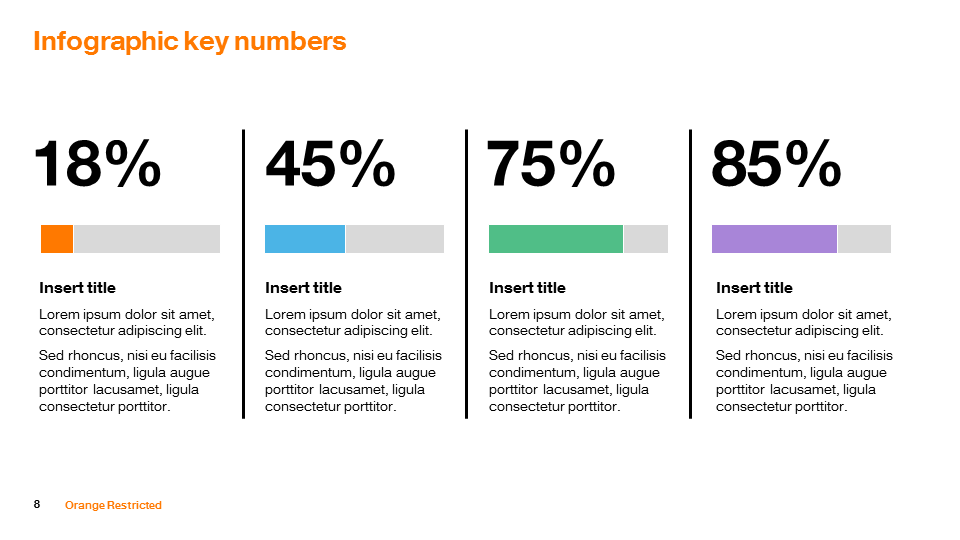 Infographic key numbers
18%
Insert title
Lorem ipsum dolor sit amet,
consectetur adipiscing elit.
Sed rhoncus, nisi eu facilisis
condimentum, ligula augue
porttitor lacusamet, ligula
consectetur porttitor.
45%
Insert title
Lorem ipsum dolor sit amet,
consectetur adipiscing elit.
Sed rhoncus, nisi eu facilisis
condimentum, ligula augue
porttitor lacusamet, ligula
consectetur porttitor.
75%
Insert title
Lorem ipsum dolor sit amet,
consectetur adipiscing elit.
Sed rhoncus, nisi eu facilisis
condimentum, ligula augue
porttitor lacusamet, ligula
consectetur porttitor.
85%
Insert title
Lorem ipsum dolor sit amet,
consectetur adipiscing elit.
Sed rhoncus, nisi eu facilisis
condimentum, ligula augue
porttitor lacusamet, ligula
consectetur porttitor.
8 Orange Restricted